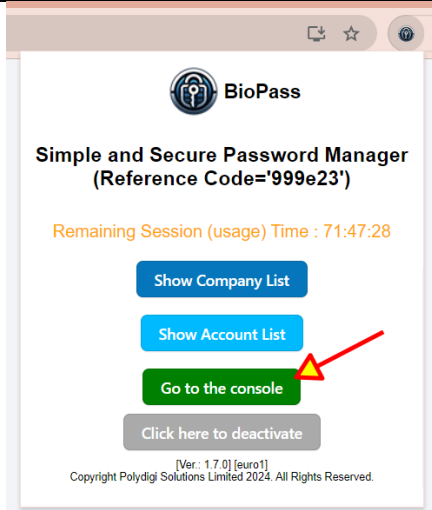 BioPass
Simple and Secure Password Manager
(Reference Code='999e23')
Remaining Session (usage) Time : 71:47:28
Show Company List
Show Account List
Go to the console
Click here to deactivate
[Ver.: 1.7.0] [euro1]
Copyright Polydigi Solutions Limited 2024. All Rights Reserved.